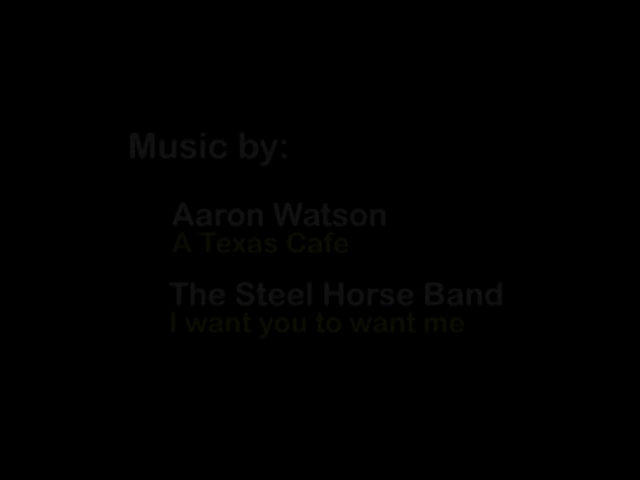 Music by:
Aaron Watson
A Texas Cafe
The Steel Horse Band
I want you to want me